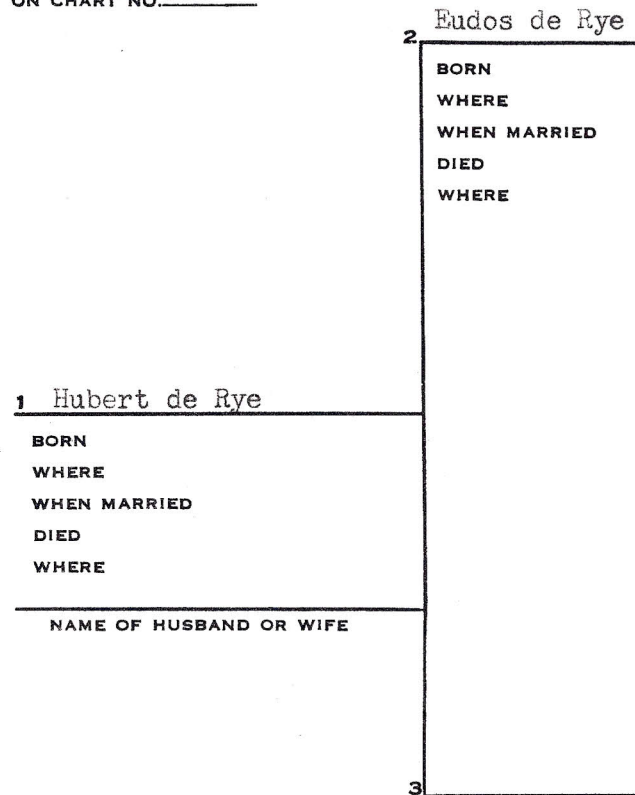 ON CHART NO.
2 Eudos de Rye
BORN
WHERE
WHEN MARRIED
DIED
WHERE
1 Hubert de Rye
BORN
WHERE
WHEN MARRIED
DIED
WHERE
NAME OF HUSBAND OR WIFE
3